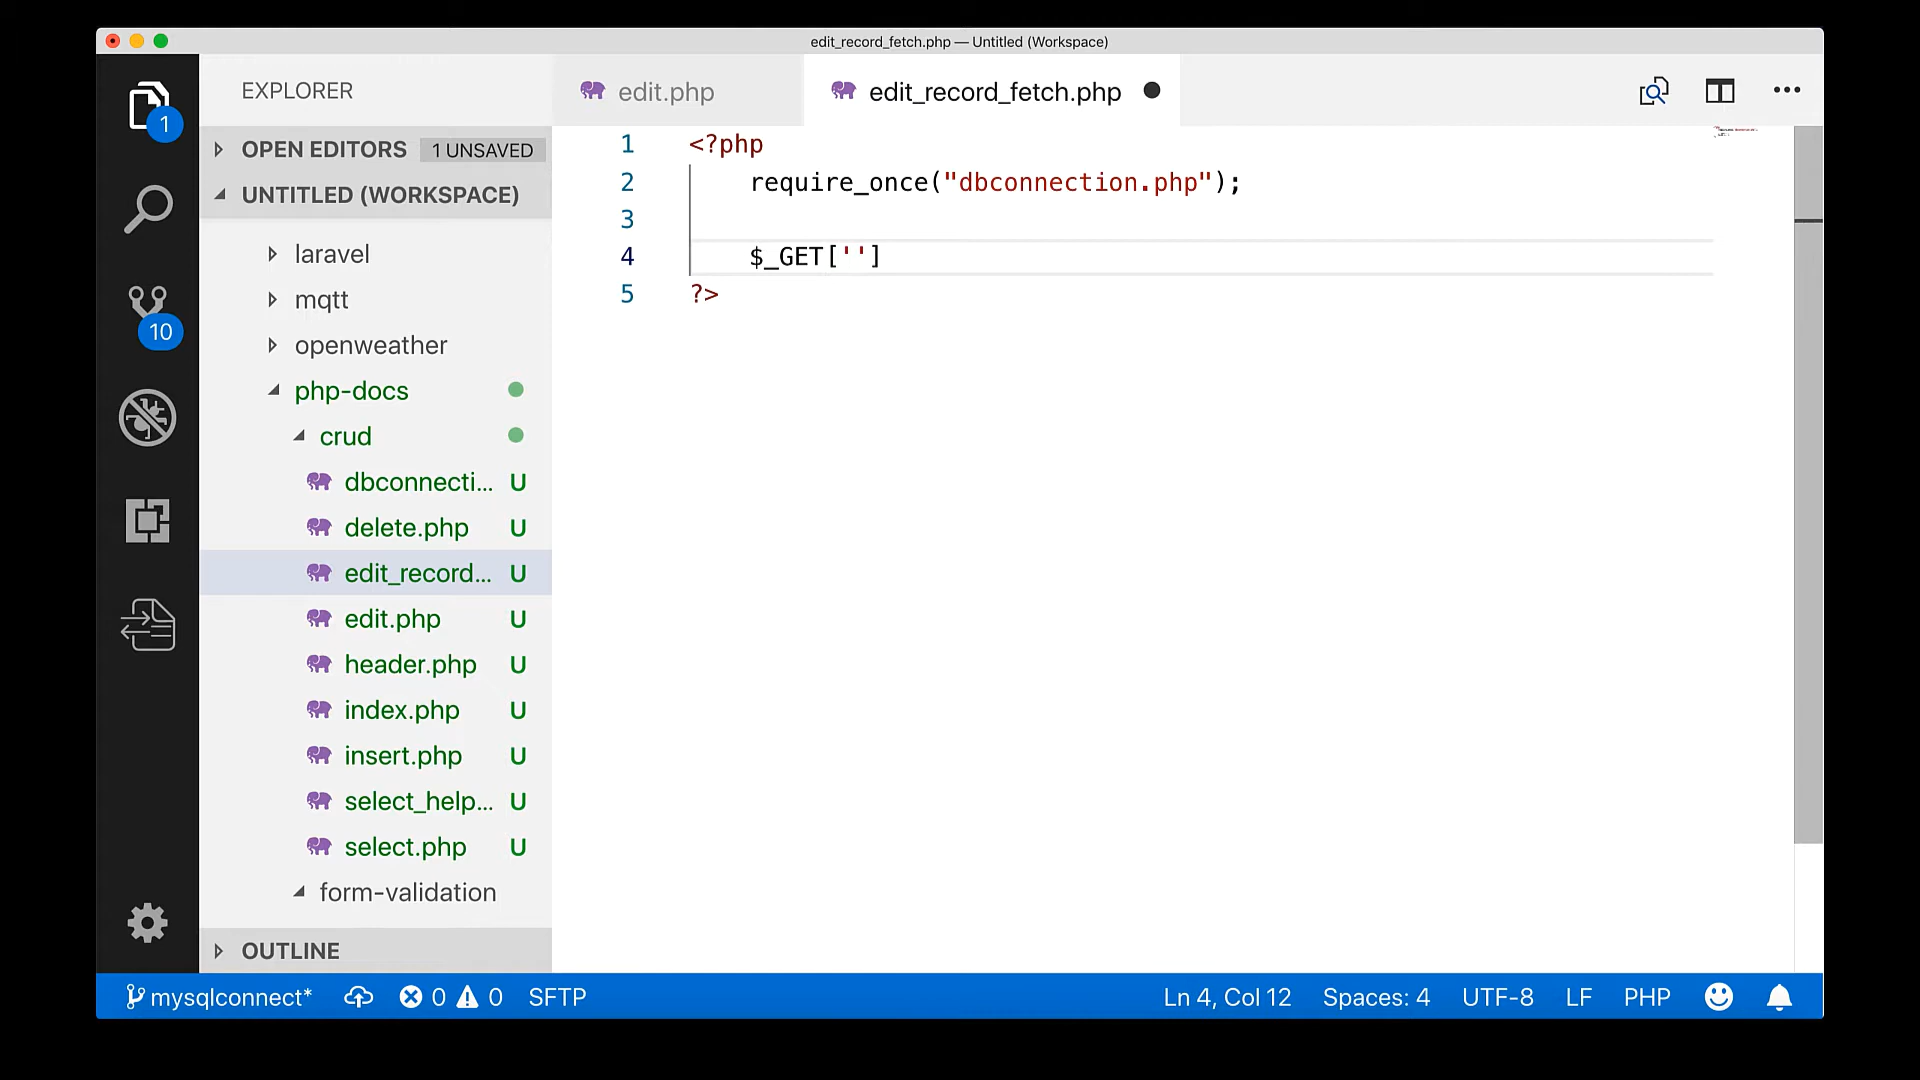 edit_record_fetch.php — Untitled (Workspace)
EXPLORER
edit.php
edit_record_fetch.php
OPEN EDITORS 1 UNSAVED
UNTITLED (WORKSPACE)
laravel
mqtt
openweather
php-docs
crud
dbconnecti... U
delete.php U
edit_record... U
edit.php U
header.php U
index.php U
insert.php U
select_help... U
select.php U
form-validation
OUTLINE
1
10
1 <?php
2 require_once("dbconnection.php");
3
4 $_GET['']
5 ?>
mysqlconnect* 0 0 SFTP Ln 4, Col 12 Spaces: 4 UTF-8 LF PHP